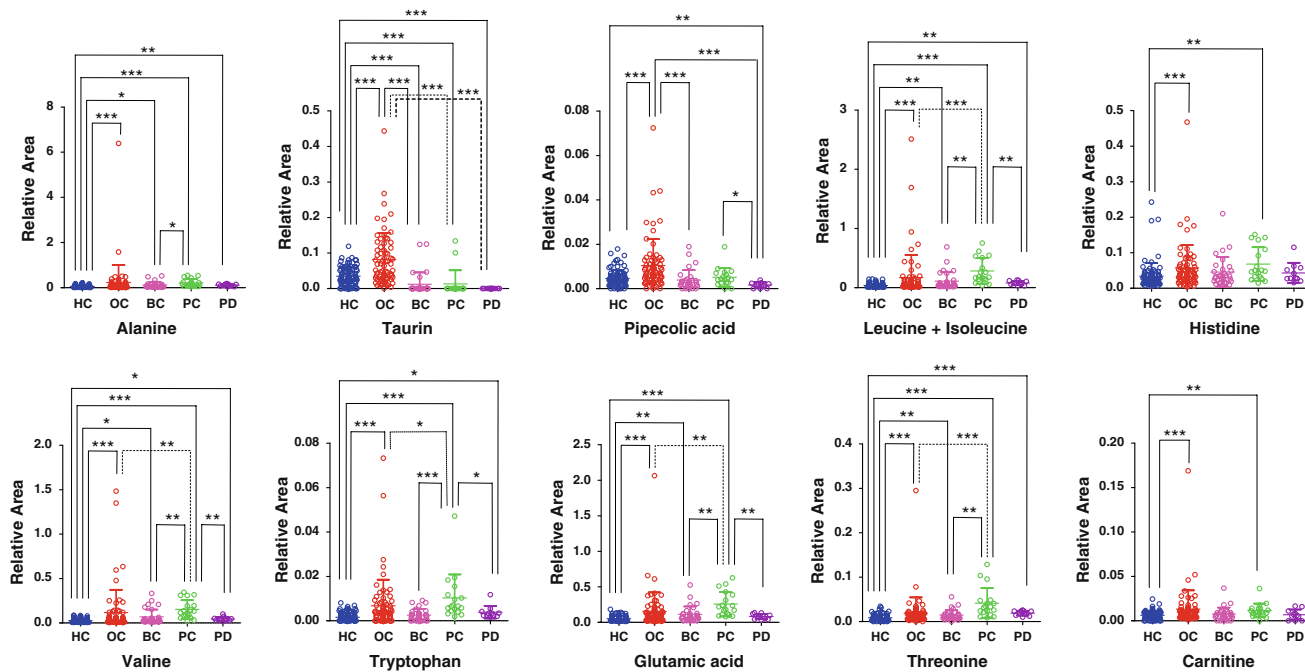 ** *** * ***
*
Relative Area
8
6
4
2
0
HC OC BC PC PD
Alanine
*** *** *** *** *** *** ***
Relative Area
0.5
0.4
0.3
0.2
0.1
0
HC OC BC PC PD
Taurin
** *** *** ***
*
Relative Area
0.08
0.06
0.04
0.02
0
HC OC BC PC PD
Pipecolic acid
** *** ** *** ***
** **
Relative Area
3
2
1
0
HC OC BC PC PD
Leucine + Isoleucine
** ***
Relative Area
0.5
0.4
0.3
0.2
0.1
0
HC OC BC PC PD
Histidine
* *** * *** **
** **
Relative Area
2.0
1.5
1.0
0.5
0.0
HC OC BC PC PD
Valine
* *** *** *
*** *
Relative Area
0.08
0.06
0.04
0.02
0.00
HC OC BC PC PD
Tryptophan
*** ** *** **
** **
Relative Area
2.5
2.0
1.5
1.0
0.5
0.0
HC OC BC PC PD
Glutamic acid
*** *** ** *** ***
**
Relative Area
0.4
0.3
0.2
0.1
0.0
HC OC BC PC PD
Threonine
** ***
Relative Area
0.20
0.15
0.10
0.05
0.00
HC OC BC PC PD
Carnitine